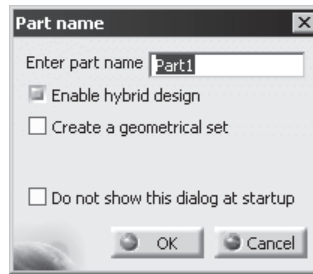 Part name
Enter part name Part1
Enable hybrid design
Create a geometrical set
Do not show this dialog at startup
OK Cancel